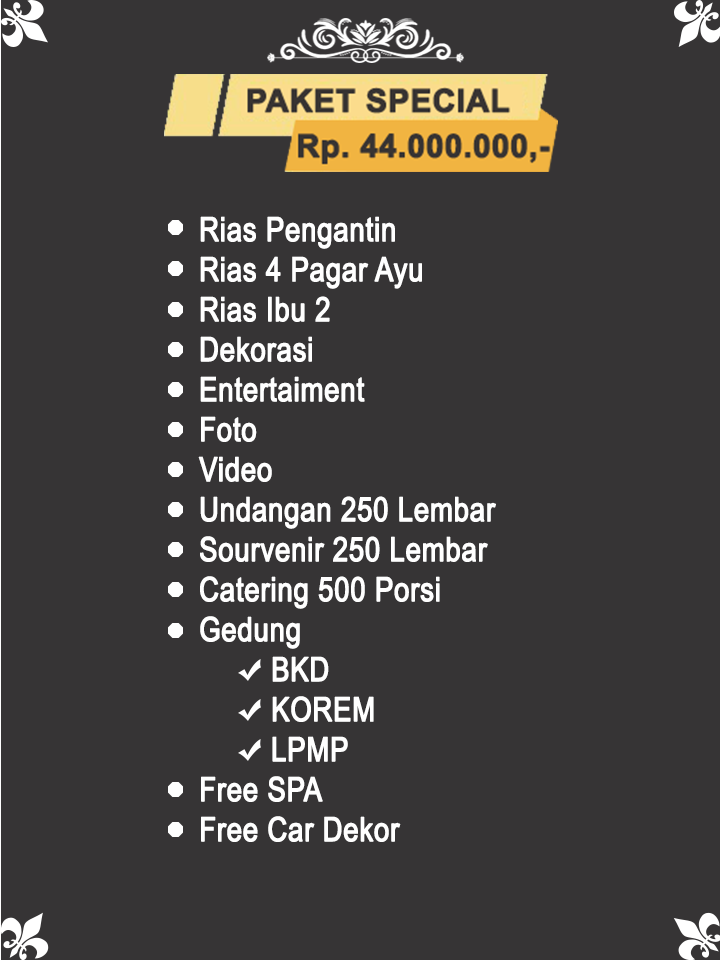 PAKET SPECIAL
Rp. 44.000.000,-
• Rias Pengantin
• Rias 4 Pagar Ayu
• Rias Ibu 2
• Dekorasi
• Entertaiment
• Foto
• Video
• Undangan 250 Lembar
• Sourvenir 250 Lembar
• Catering 500 Porsi
• Gedung
✓ BKD
✓ KOREM
✓ LPMP
• Free SPA
• Free Car Dekor